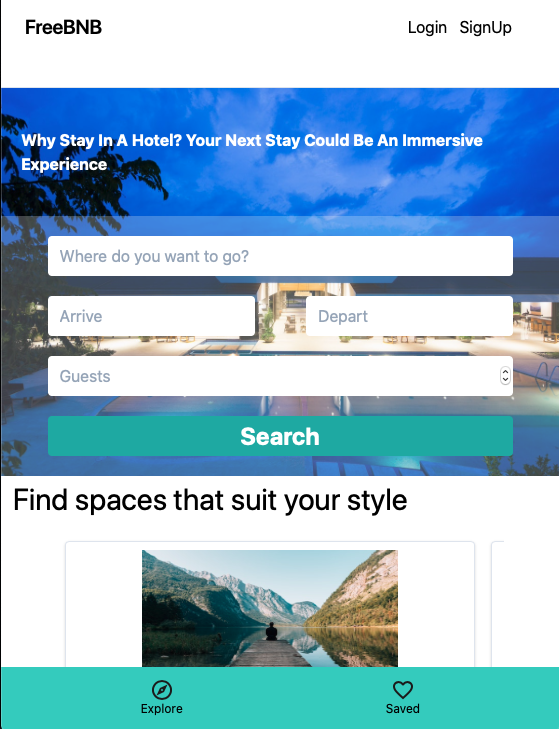 FreeBNB
Login SignUp
Why Stay In A Hotel? Your Next Stay Could Be An Immersive
Experience
Where do you want to go?
Arrive
Depart
Guests
Search
Find spaces that suit your style
Explore
Saved